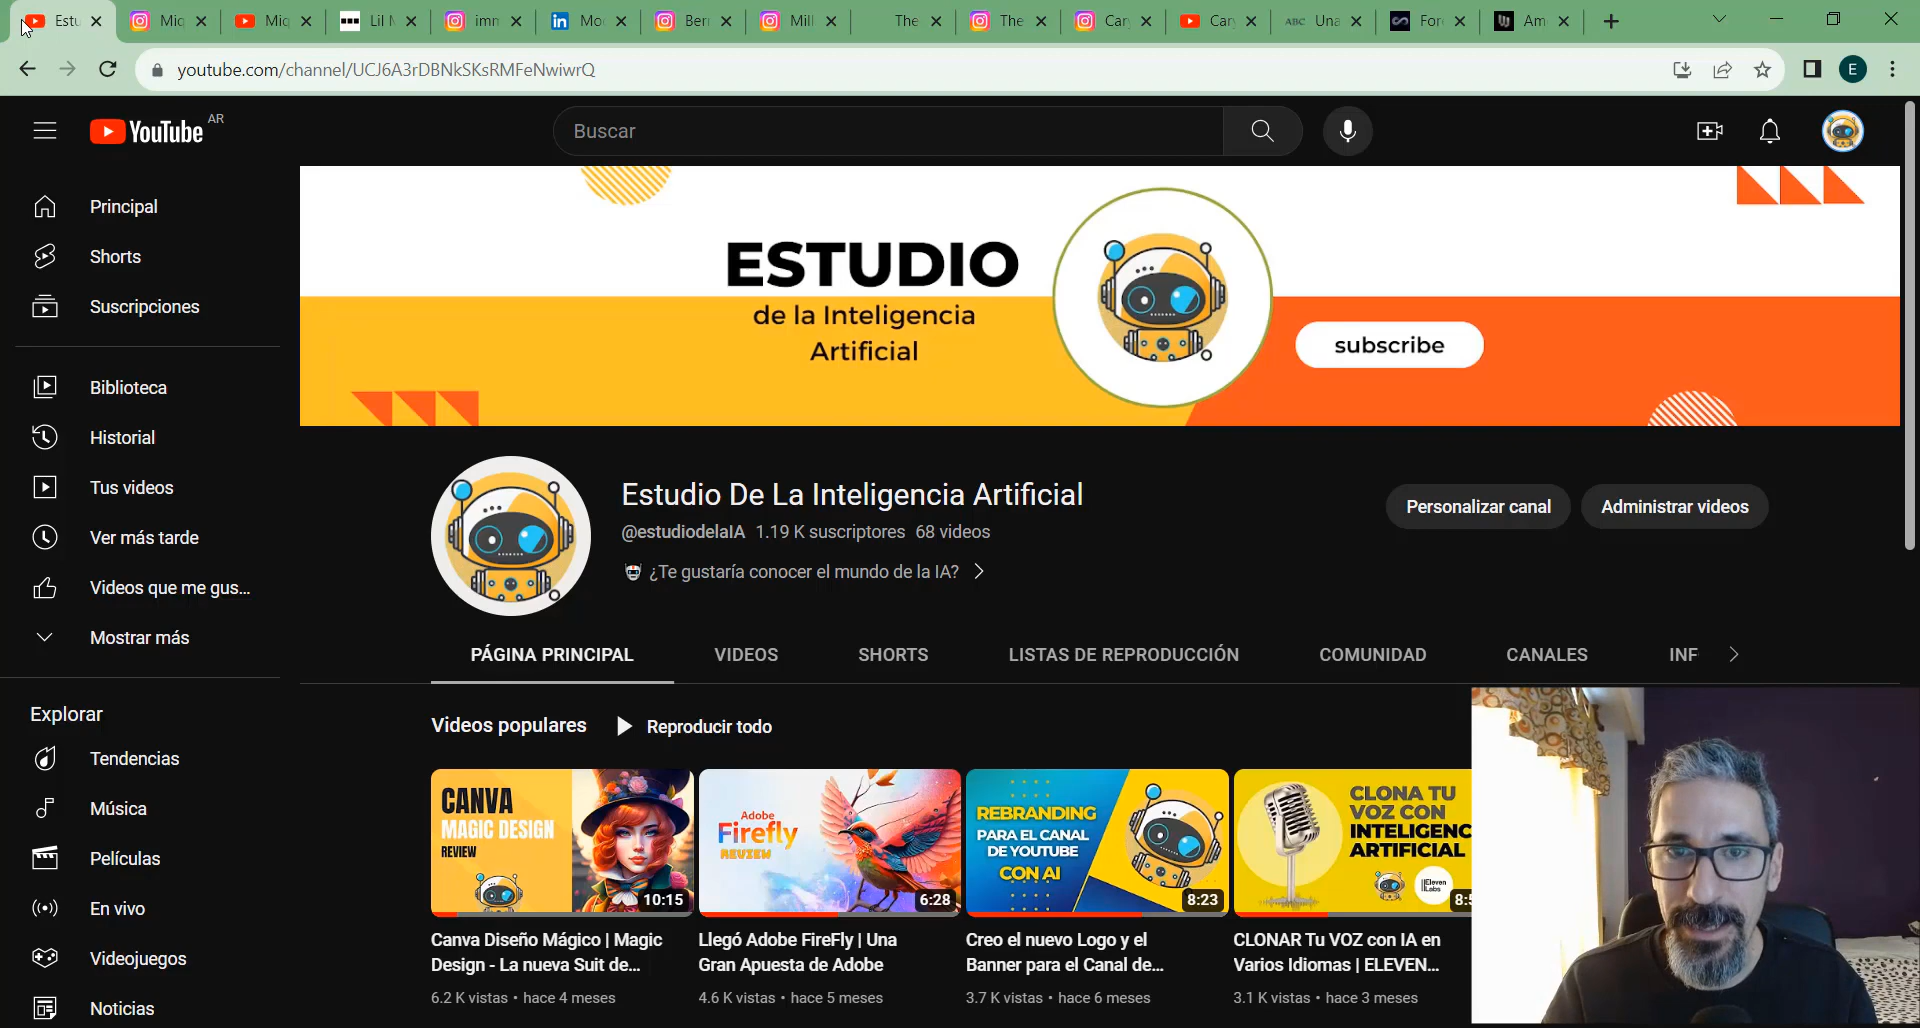 Estu
Miq
Miq
Lil M
imm
Mo
Ber
Mill
The
The
Car
Car
ABC Una
For
Am
youtube.com/channel/UCJ6A3rDBNkSKsRMFeNwiwrQ
E
YouTube AR
Buscar
Principal
Shorts
Suscripciones
Biblioteca
Historial
Tus videos
Ver más tarde
Videos que me gus...
Mostrar más
Explorar
Tendencias
Música
Películas
En vivo
Videojuegos
Noticias
ESTUDIO
de la Inteligencia
Artificial
subscribe
Estudio De La Inteligencia Artificial
@estudiodelaIA 1.19 K suscriptores 68 videos
¿Te gustaría conocer el mundo de la IA?
Personalizar canal
Administrar videos
PÁGINA PRINCIPAL
VIDEOS
SHORTS
LISTAS DE REPRODUCCIÓN
COMUNIDAD
CANALES
INF
Videos populares
Reproducir todo
CANVA
MAGIC DESIGN
REVIEW
10:15
Adobe
Firefly
REVIEW
6:28
REBRANDING
PARA EL CANAL
DE YOUTUBE
CON AI
8:23
CLONA TU
VOZ CON
INTELIGENC
ARTIFICIAL
ElevenLabs
8:5
Canva Diseño Mágico | Magic
Design - La nueva Suit de...
6.2 K vistas • hace 4 meses
Llegó Adobe FireFly | Una
Gran Apuesta de Adobe
4.6 K vistas • hace 5 meses
Creo el nuevo Logo y el
Banner para el Canal de...
3.7 K vistas • hace 6 meses
CLONAR Tu VOZ con IA en
Varios Idiomas | ELEVEN...
3.1 K vistas • hace 3 meses